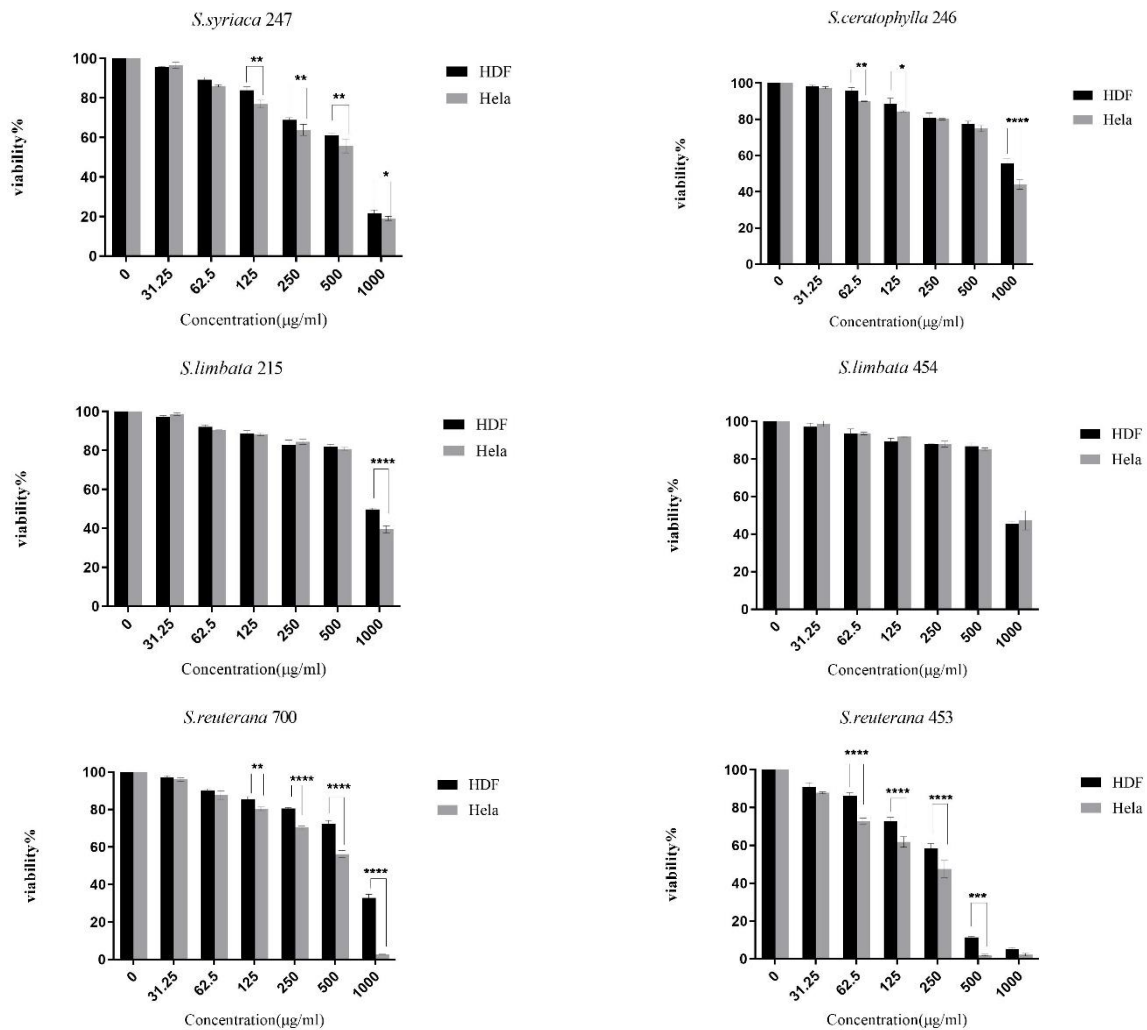 S.syriaca 247
** ** ** *
HDF
Hela
100
80
60
40
20
0
viability%
0 31.25 62.5 125 250 500 1000
Concentration(μg/ml)
S.ceratophylla 246
** * ****
HDF
Hela
100
80
60
40
20
0
viability%
0 31.25 62.5 125 250 500 1000
Concentration(μg/ml)
S.limbata 215
****
HDF
Hela
100
80
60
40
20
0
viability%
0 31.25 62.5 125 250 500 1000
Concentration(μg/ml)
S.limbata 454
HDF
Hela
100
80
60
40
20
0
viability%
0 31.25 62.5 125 250 500 1000
Concentration(μg/ml)
S.reuterana 700
** **** **** ****
HDF
Hela
100
80
60
40
20
0
viability%
0 31.25 62.5 125 250 500 1000
Concentration(μg/ml)
S.reuterana 453
**** **** **** ***
HDF
Hela
100
80
60
40
20
0
viability%
0 31.25 62.5 125 250 500 1000
Concentration(μg/ml)